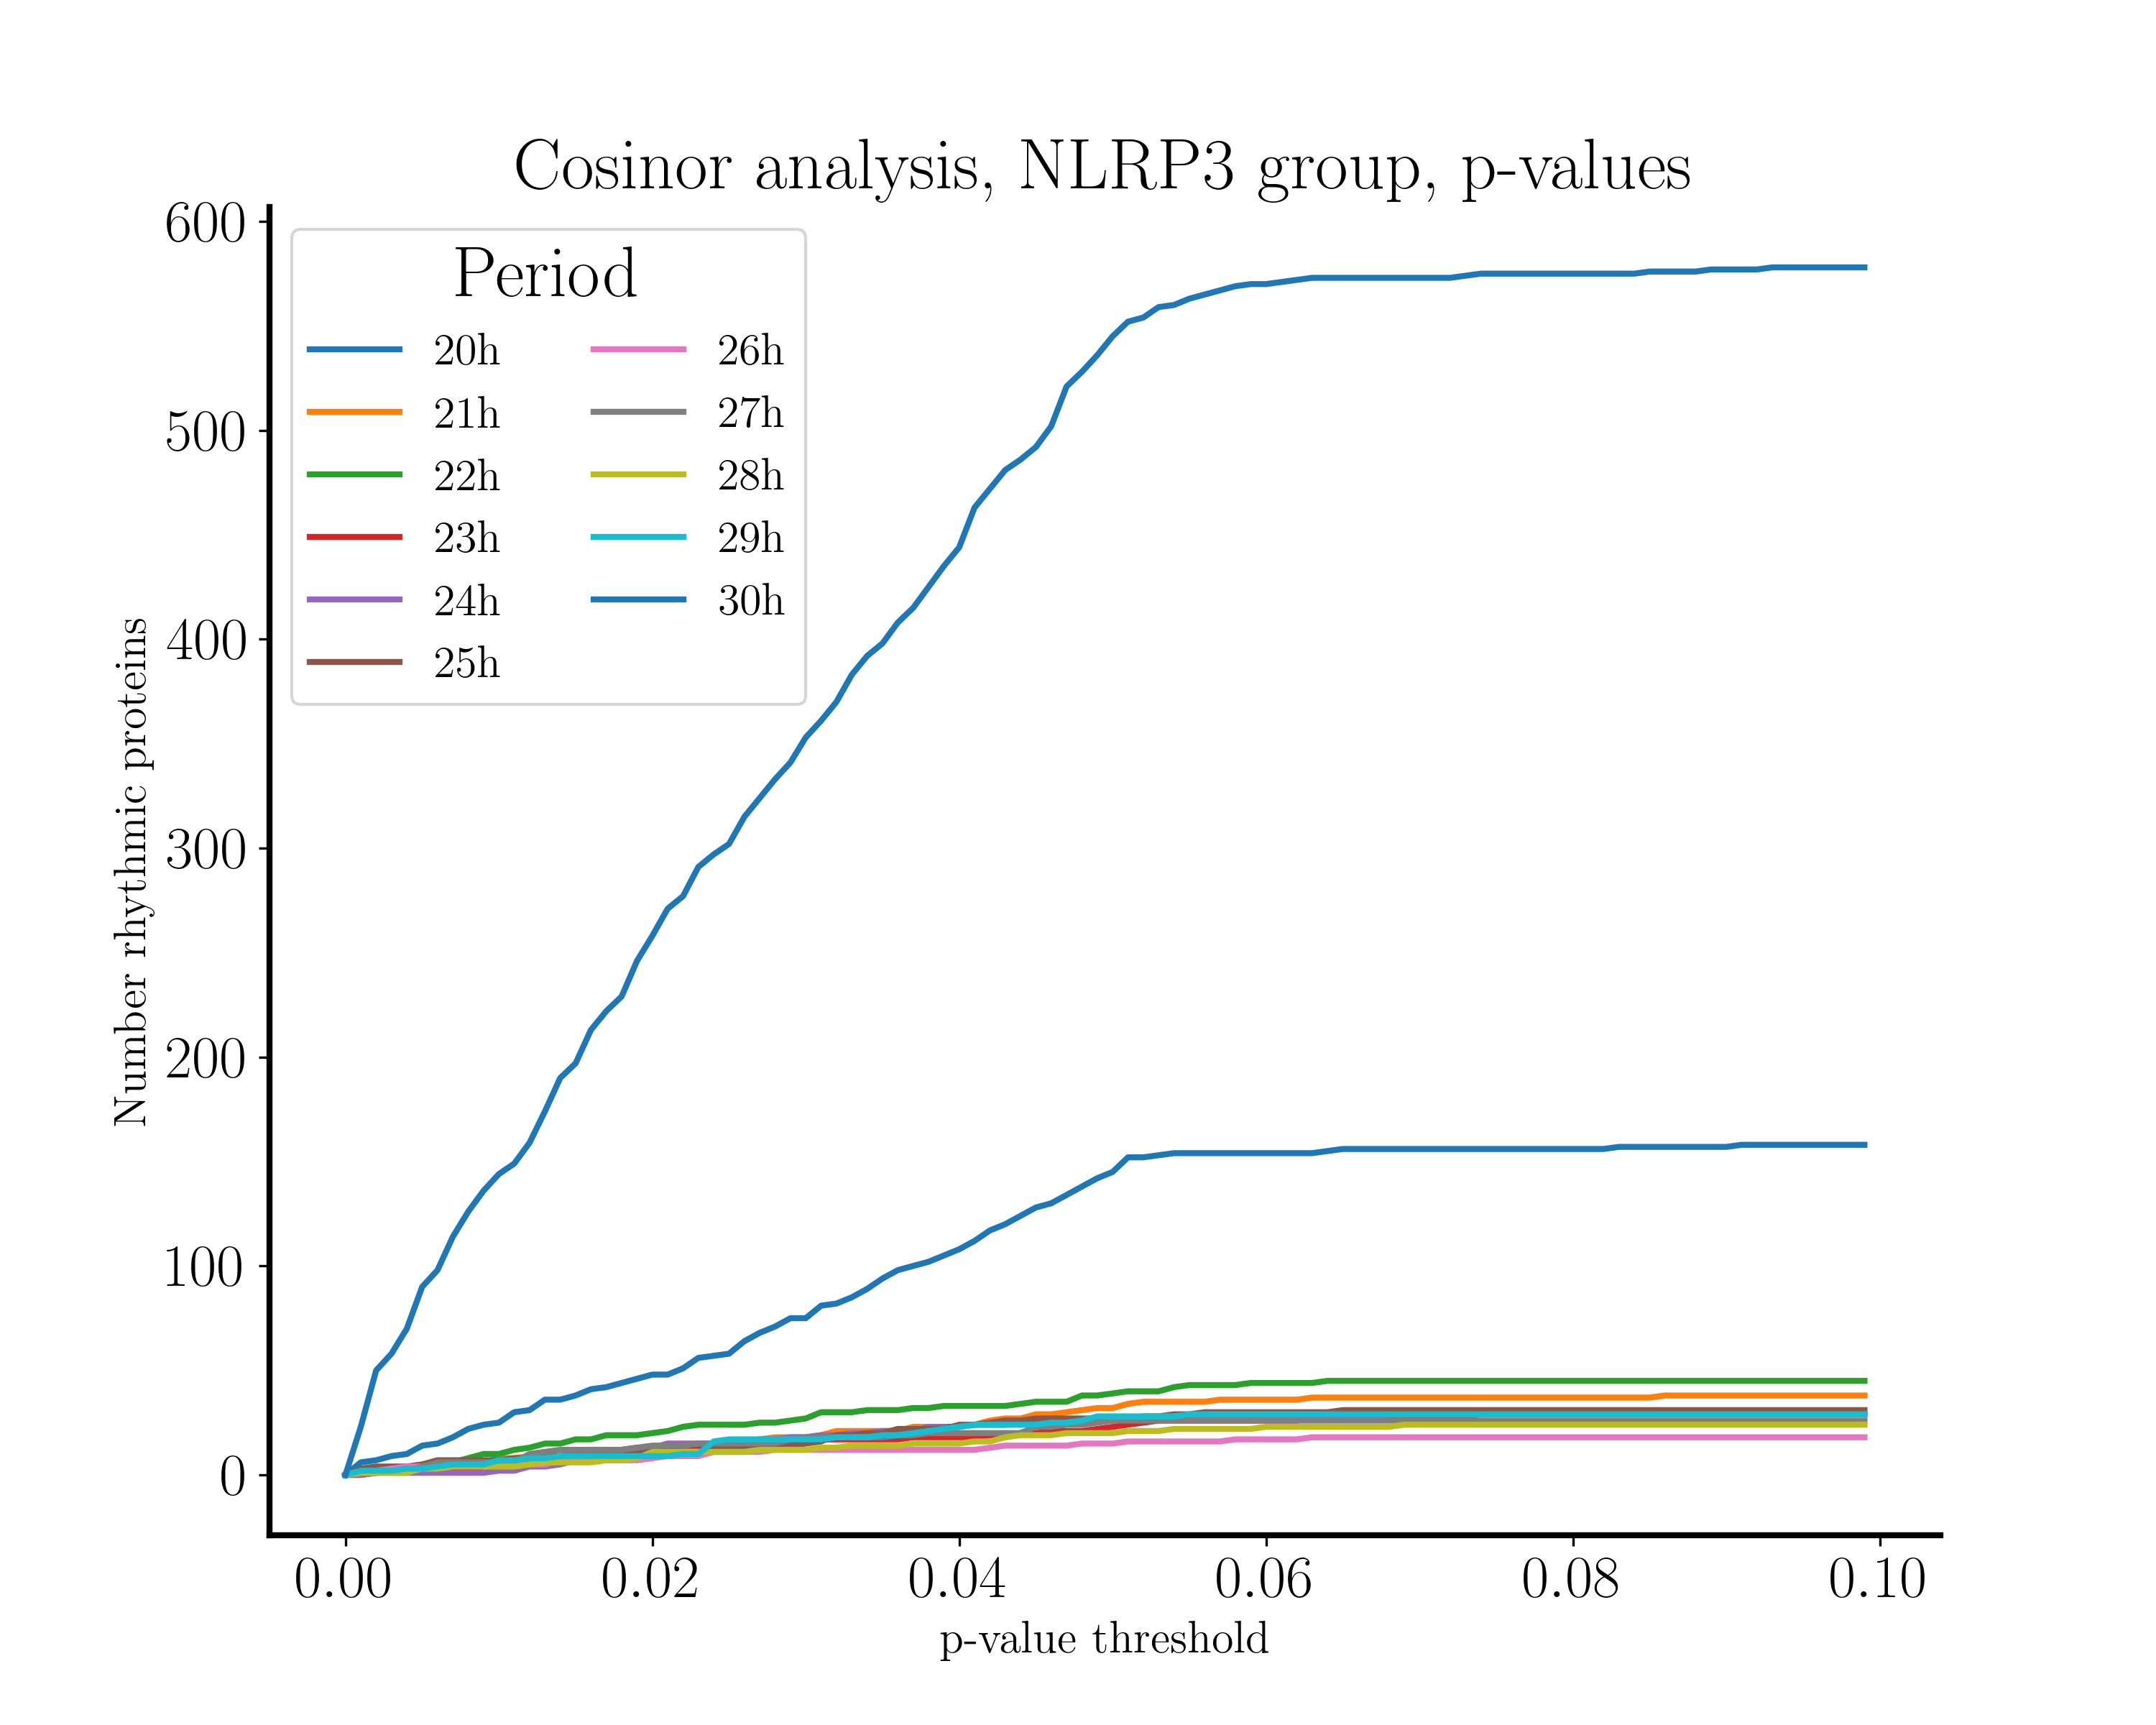 Cosinor analysis, NLRP3 group, p-values
Period
20h
21h
22h
23h
24h
25h
26h
27h
28h
29h
30h
Number rhythmic proteins
600
500
400
300
200
100
0
0.00 0.02 0.04 0.06 0.08 0.10
p-value threshold